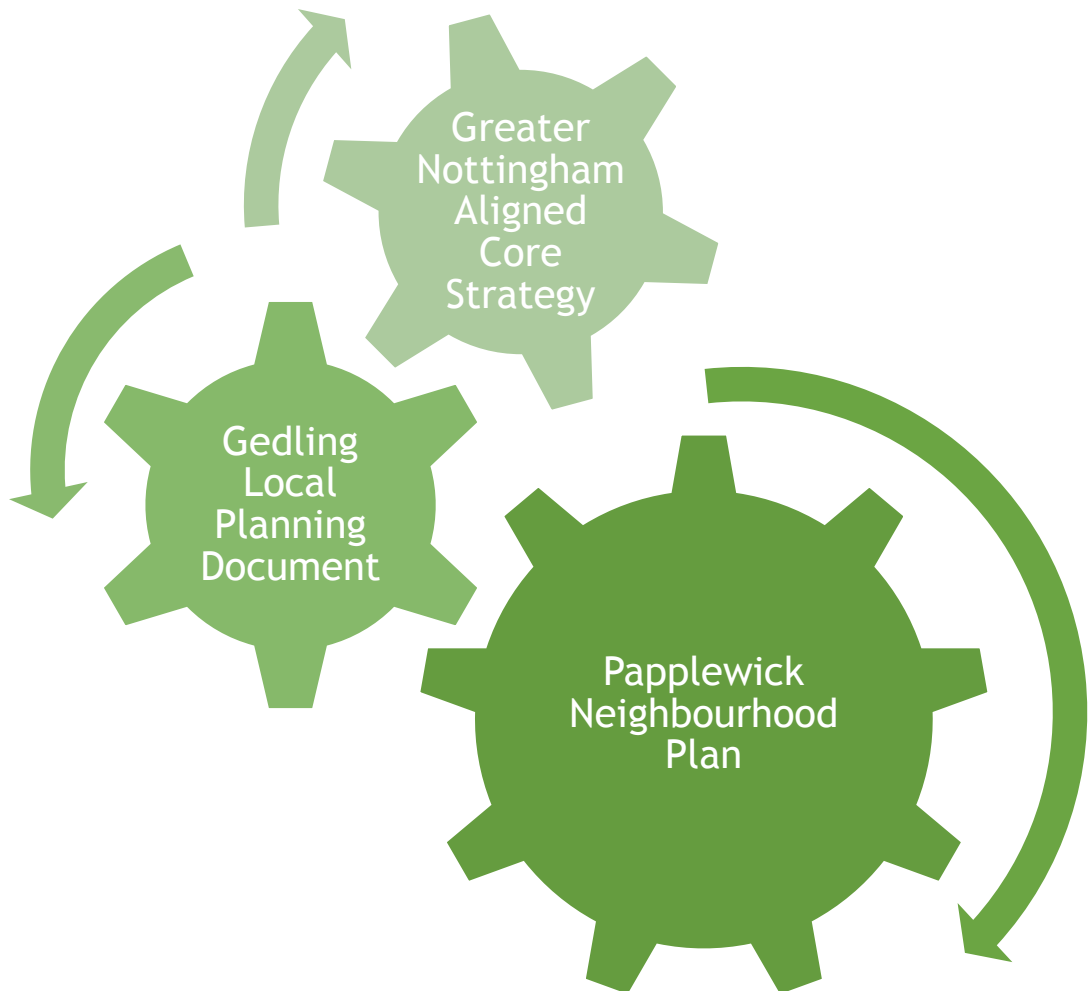 Greater
Nottingham
Aligned
Core
Strategy
Gedling
Local
Planning
Document
Papplewick
Neighbourhood
Plan